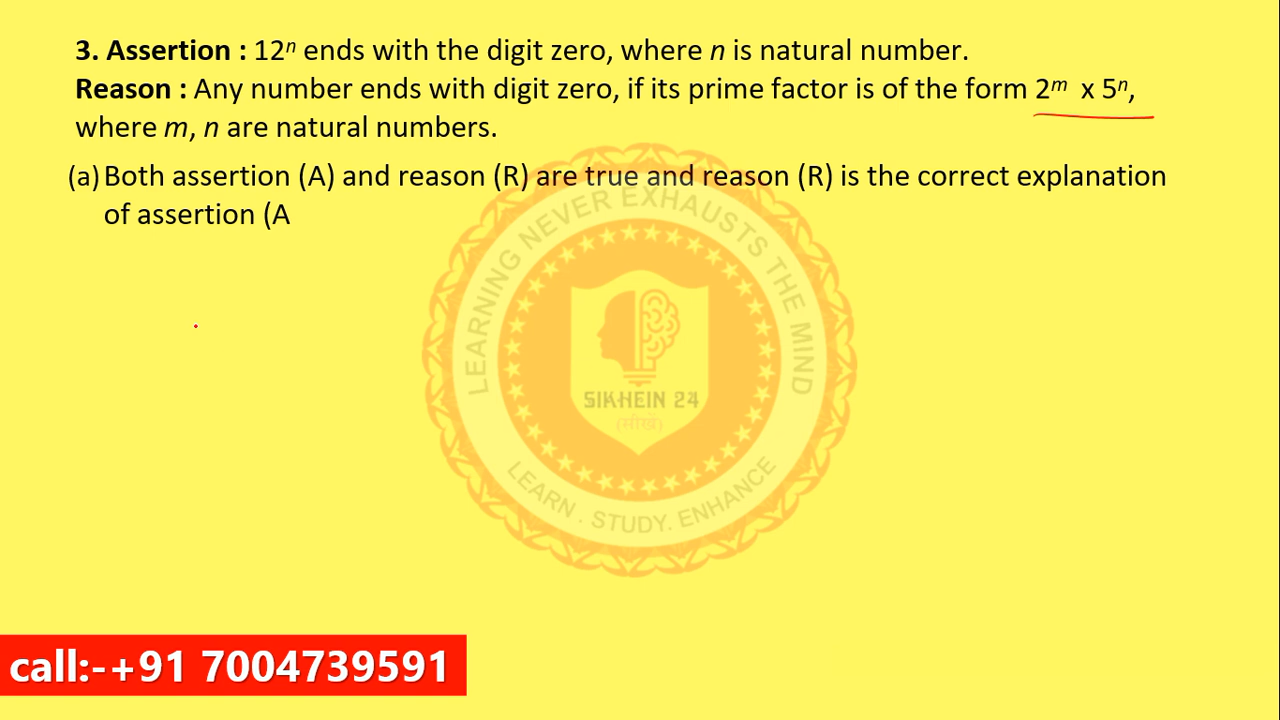 3. Assertion : 12ⁿ ends with the digit zero, where n is natural number.
Reason : Any number ends with digit zero, if its prime factor is of the form 2ᵐ x 5ⁿ,
where m, n are natural numbers.
(a) Both assertion (A) and reason (R) are true and reason (R) is the correct explanation
of assertion (A
LEARNING NEVER EXHAUSTS THE MIND
SIKHEIN 24
(सीखें)
LEARN . STUDY. ENHANCE
call:-+91 7004739591